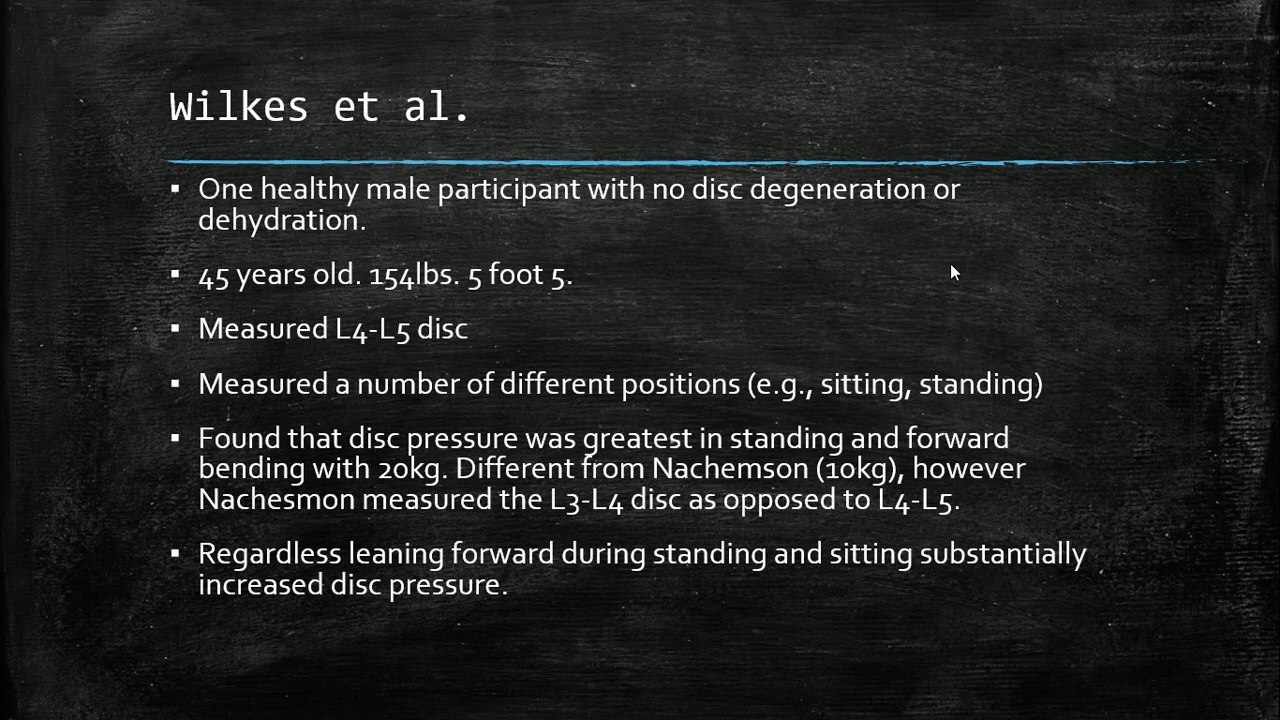 Wilkes et al.
▪ One healthy male participant with no disc degeneration or
dehydration.
▪ 45 years old. 154lbs. 5 foot 5.
▪ Measured L4-L5 disc
▪ Measured a number of different positions (e.g., sitting, standing)
▪ Found that disc pressure was greatest in standing and forward
bending with 20kg. Different from Nachemson (10kg), however
Nachesmon measured the L3-L4 disc as opposed to L4-L5.
▪ Regardless leaning forward during standing and sitting substantially
increased disc pressure.